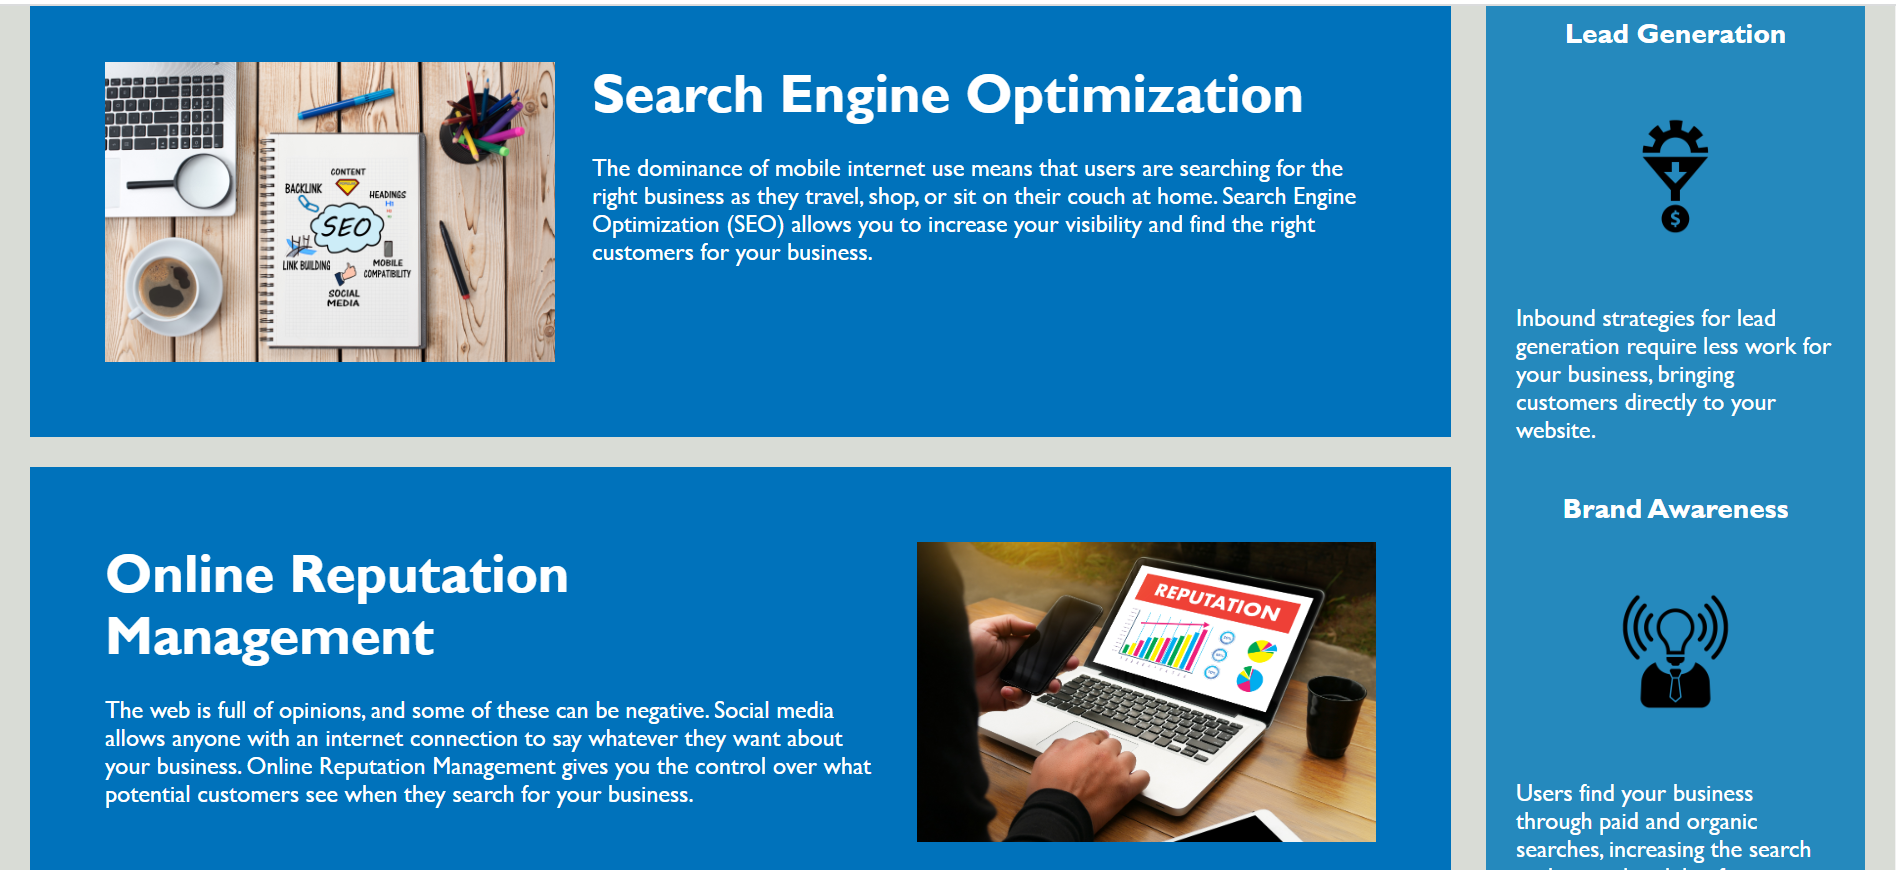 Search Engine Optimization
The dominance of mobile internet use means that users are searching for the
right business as they travel, shop, or sit on their couch at home. Search Engine
Optimization (SEO) allows you to increase your visibility and find the right
customers for your business.
CONTENT
BACKLINK
HEADINGS
H1
SEO
LINK BUILDING
MOBILE
COMPATIBILITY
SOCIAL
MEDIA
Online Reputation
Management
The web is full of opinions, and some of these can be negative. Social media
allows anyone with an internet connection to say whatever they want about
your business. Online Reputation Management gives you the control over what
potential customers see when they search for your business.
REPUTATION
Lead Generation
$
Inbound strategies for lead
generation require less work for
your business, bringing
customers directly to your
website.
Brand Awareness
Users find your business
through paid and organic
searches, increasing the search